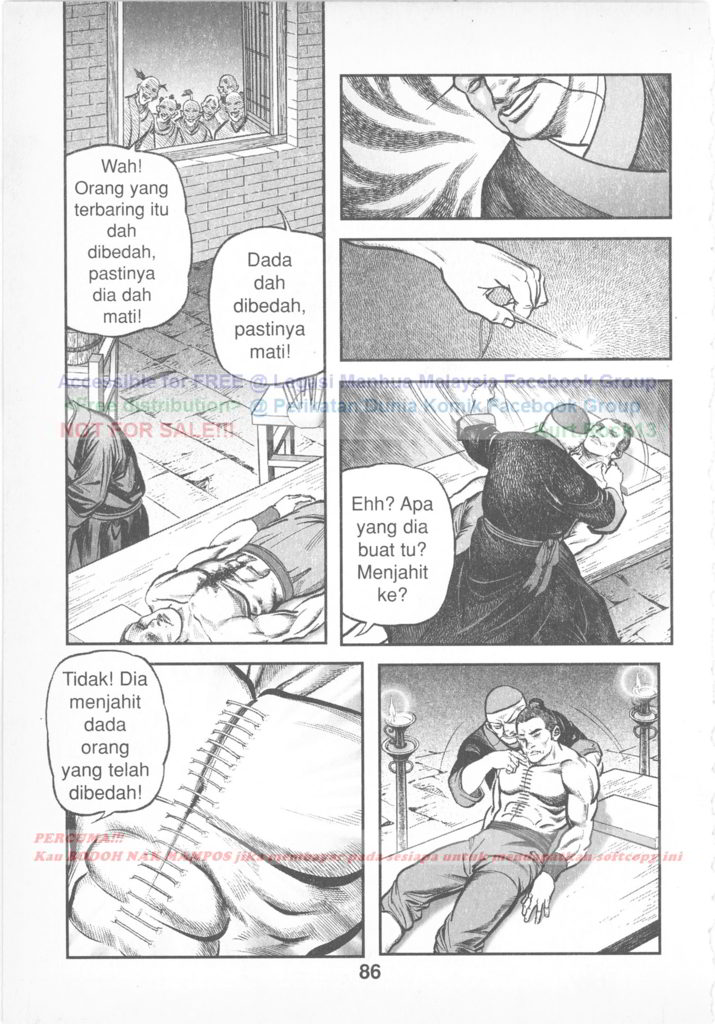 Wah!
Orang yang
terbaring itu
dah
dibedah,
pastinya
dia dah
mati!
Dada
dah
dibedah,
pastinya
mati!
Accessible for FREE @ Legasi Manhua Malaysia Facebook Group
<Free distribution> @ Perikatan Dunia Komik Facebook Group
NOT FOR SALE!!!
Ehh? Apa
yang dia
buat tu?
Menjahit
ke?
Tidak! Dia
menjahit
dada
orang
yang telah
dibedah!
PERCUMA!!!
Kau BODOH NAK MAMPOS jika membayar pada sesiapa untuk mendapatkan softcopy ini
86